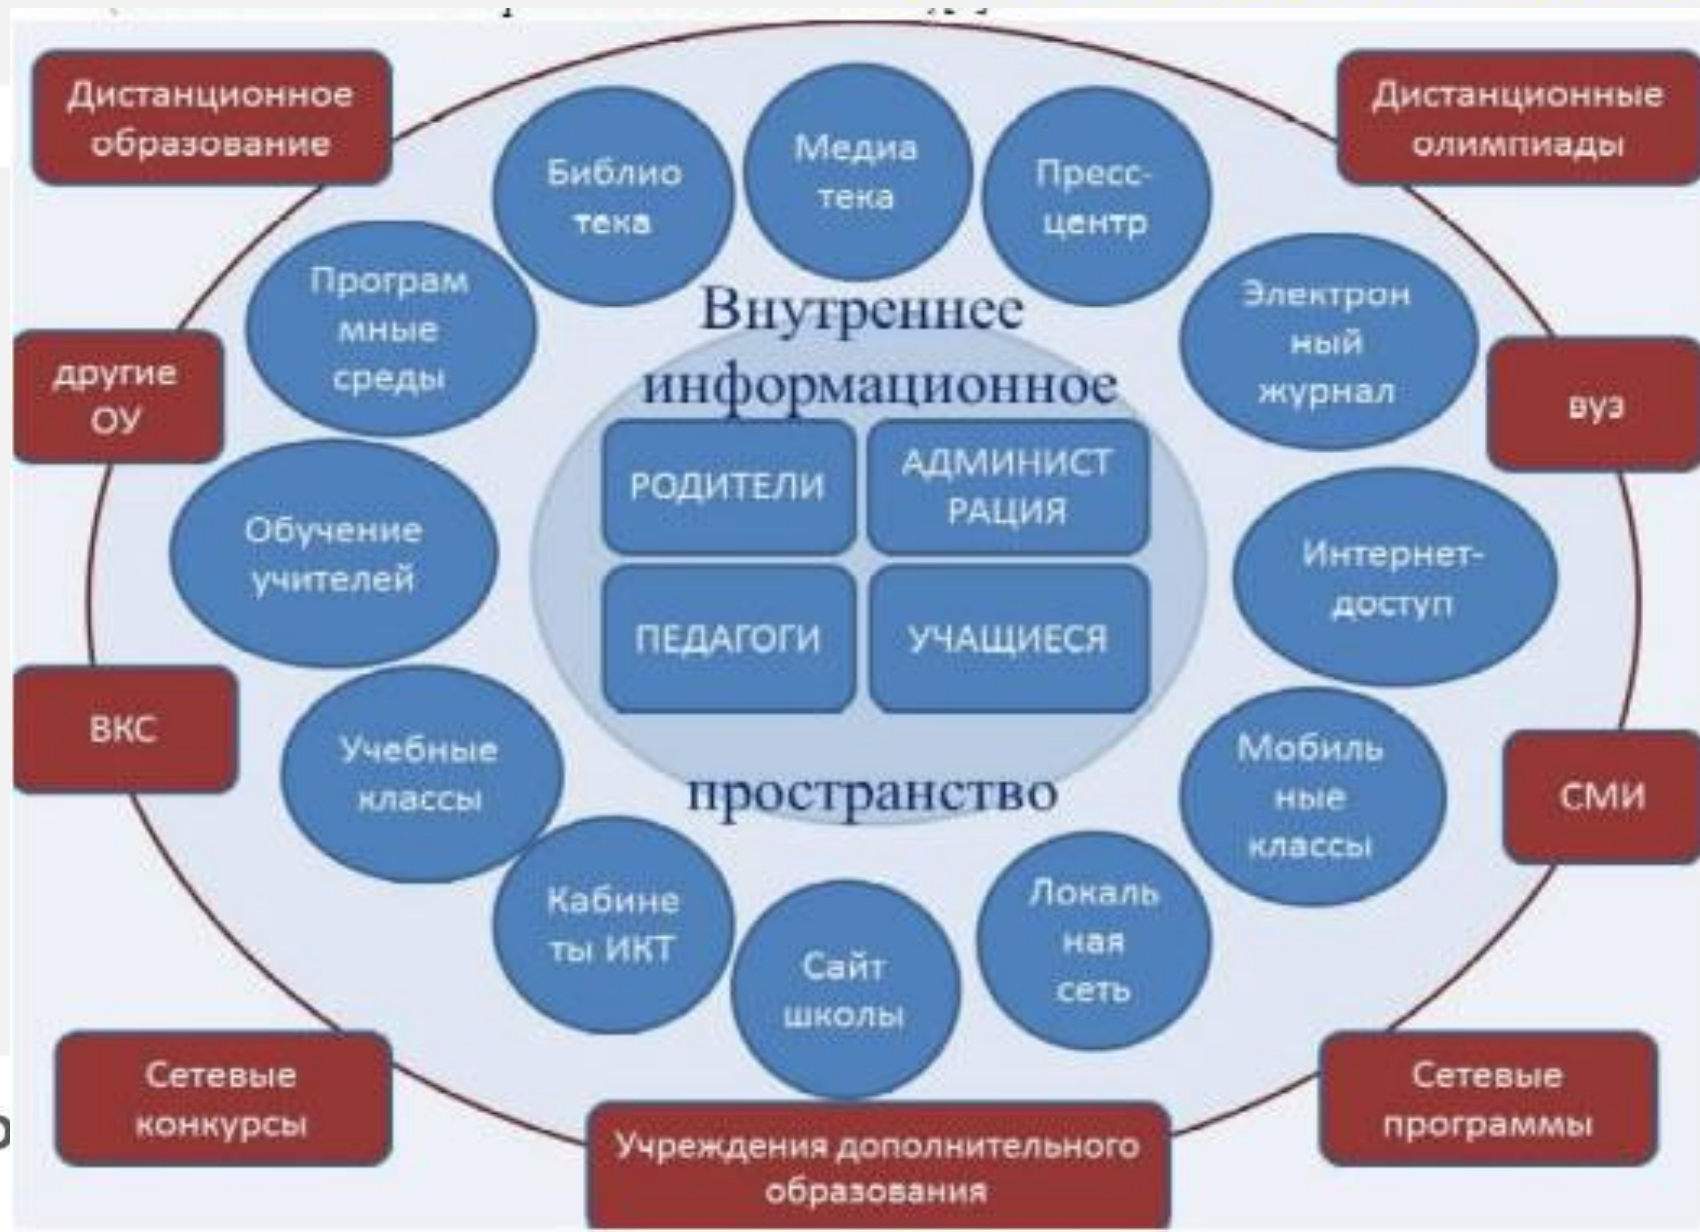 Дистанционное
образование
Дистанционные
олимпиады
Библио
тека
Медиа
тека
Пресс-
центр
Програм
мные
среды
Электрон
ный
журнал
Внутреннее
информационное
другие
ОУ
вуз
РОДИТЕЛИ
АДМИНИСТ
РАЦИЯ
Обучение
учителей
Интернет-
доступ
ПЕДАГОГИ
УЧАЩИЕСЯ
ВКС
Учебные
классы
Мобиль
ные
классы
СМИ
пространство
Кабине
ты ИКТ
Сайт
школы
Локаль
ная
сеть
Сетевые
конкурсы
Сетевые
программы
Учреждения дополнительного
образования